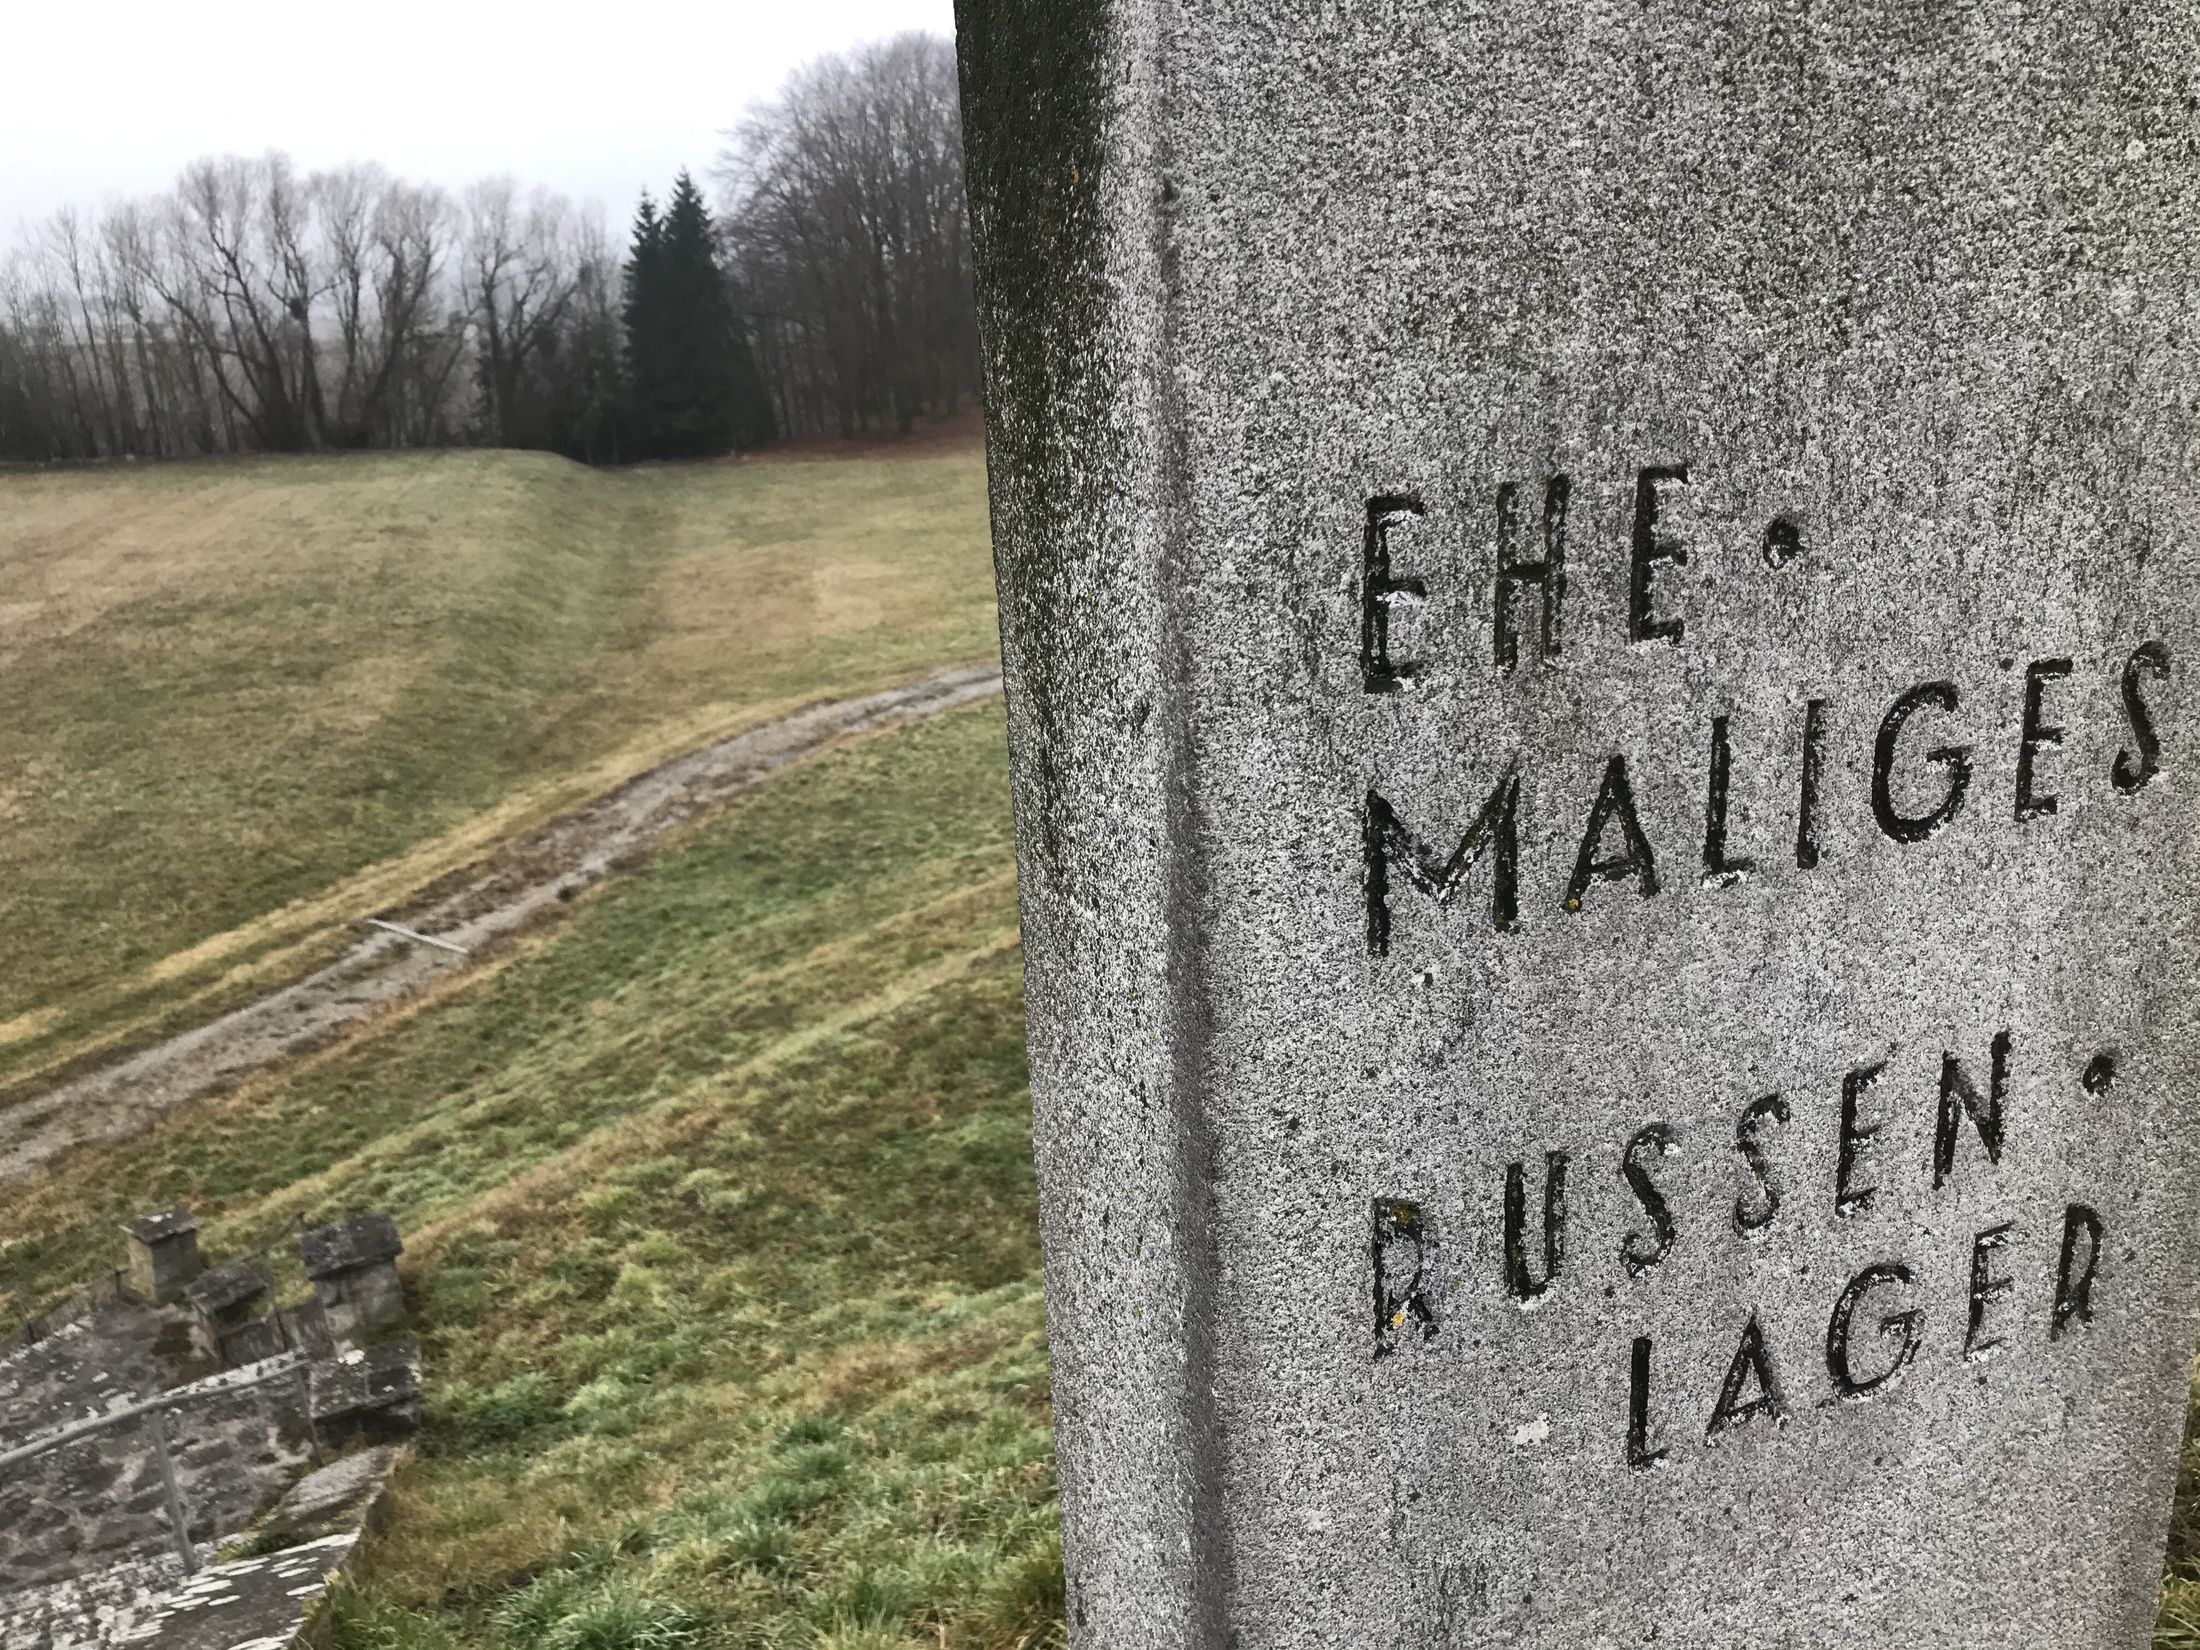 EHE·
MALIGES
RUSSEN·
LAGER